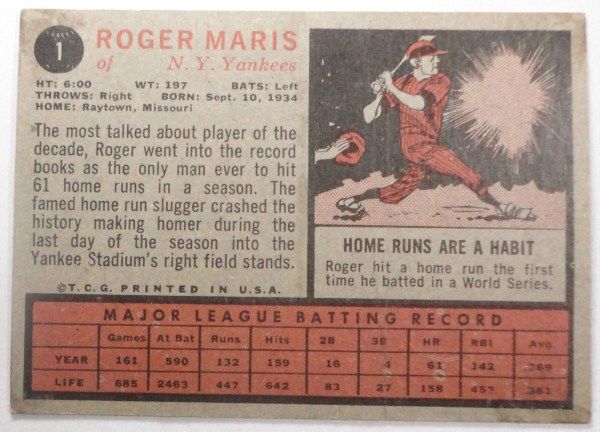 1
ROGER MARIS
of N. Y. Yankees
HT: 6:00 WT: 197 BATS: Left
THROWS: Right BORN: Sept. 10, 1934
HOME: Raytown, Missouri
The most talked about player of the
decade, Roger went into the record
books as the only man ever to hit
61 home runs in a season. The
famed home run slugger crashed the
history making homer during the
last day of the season into the
Yankee Stadium's right field stands.
©T.C.G. PRINTED IN U.S.A.
HOME RUNS ARE A HABIT
Roger hit a home run the first
time he batted in a World Series.
MAJOR LEAGUE BATTING RECORD
Games At Bat Runs Hits 2B 3B HR RBI Avg
YEAR 161 590 132 159 16 4 61 142 269
LIFE 685 2463 447 642 83 27 158 261